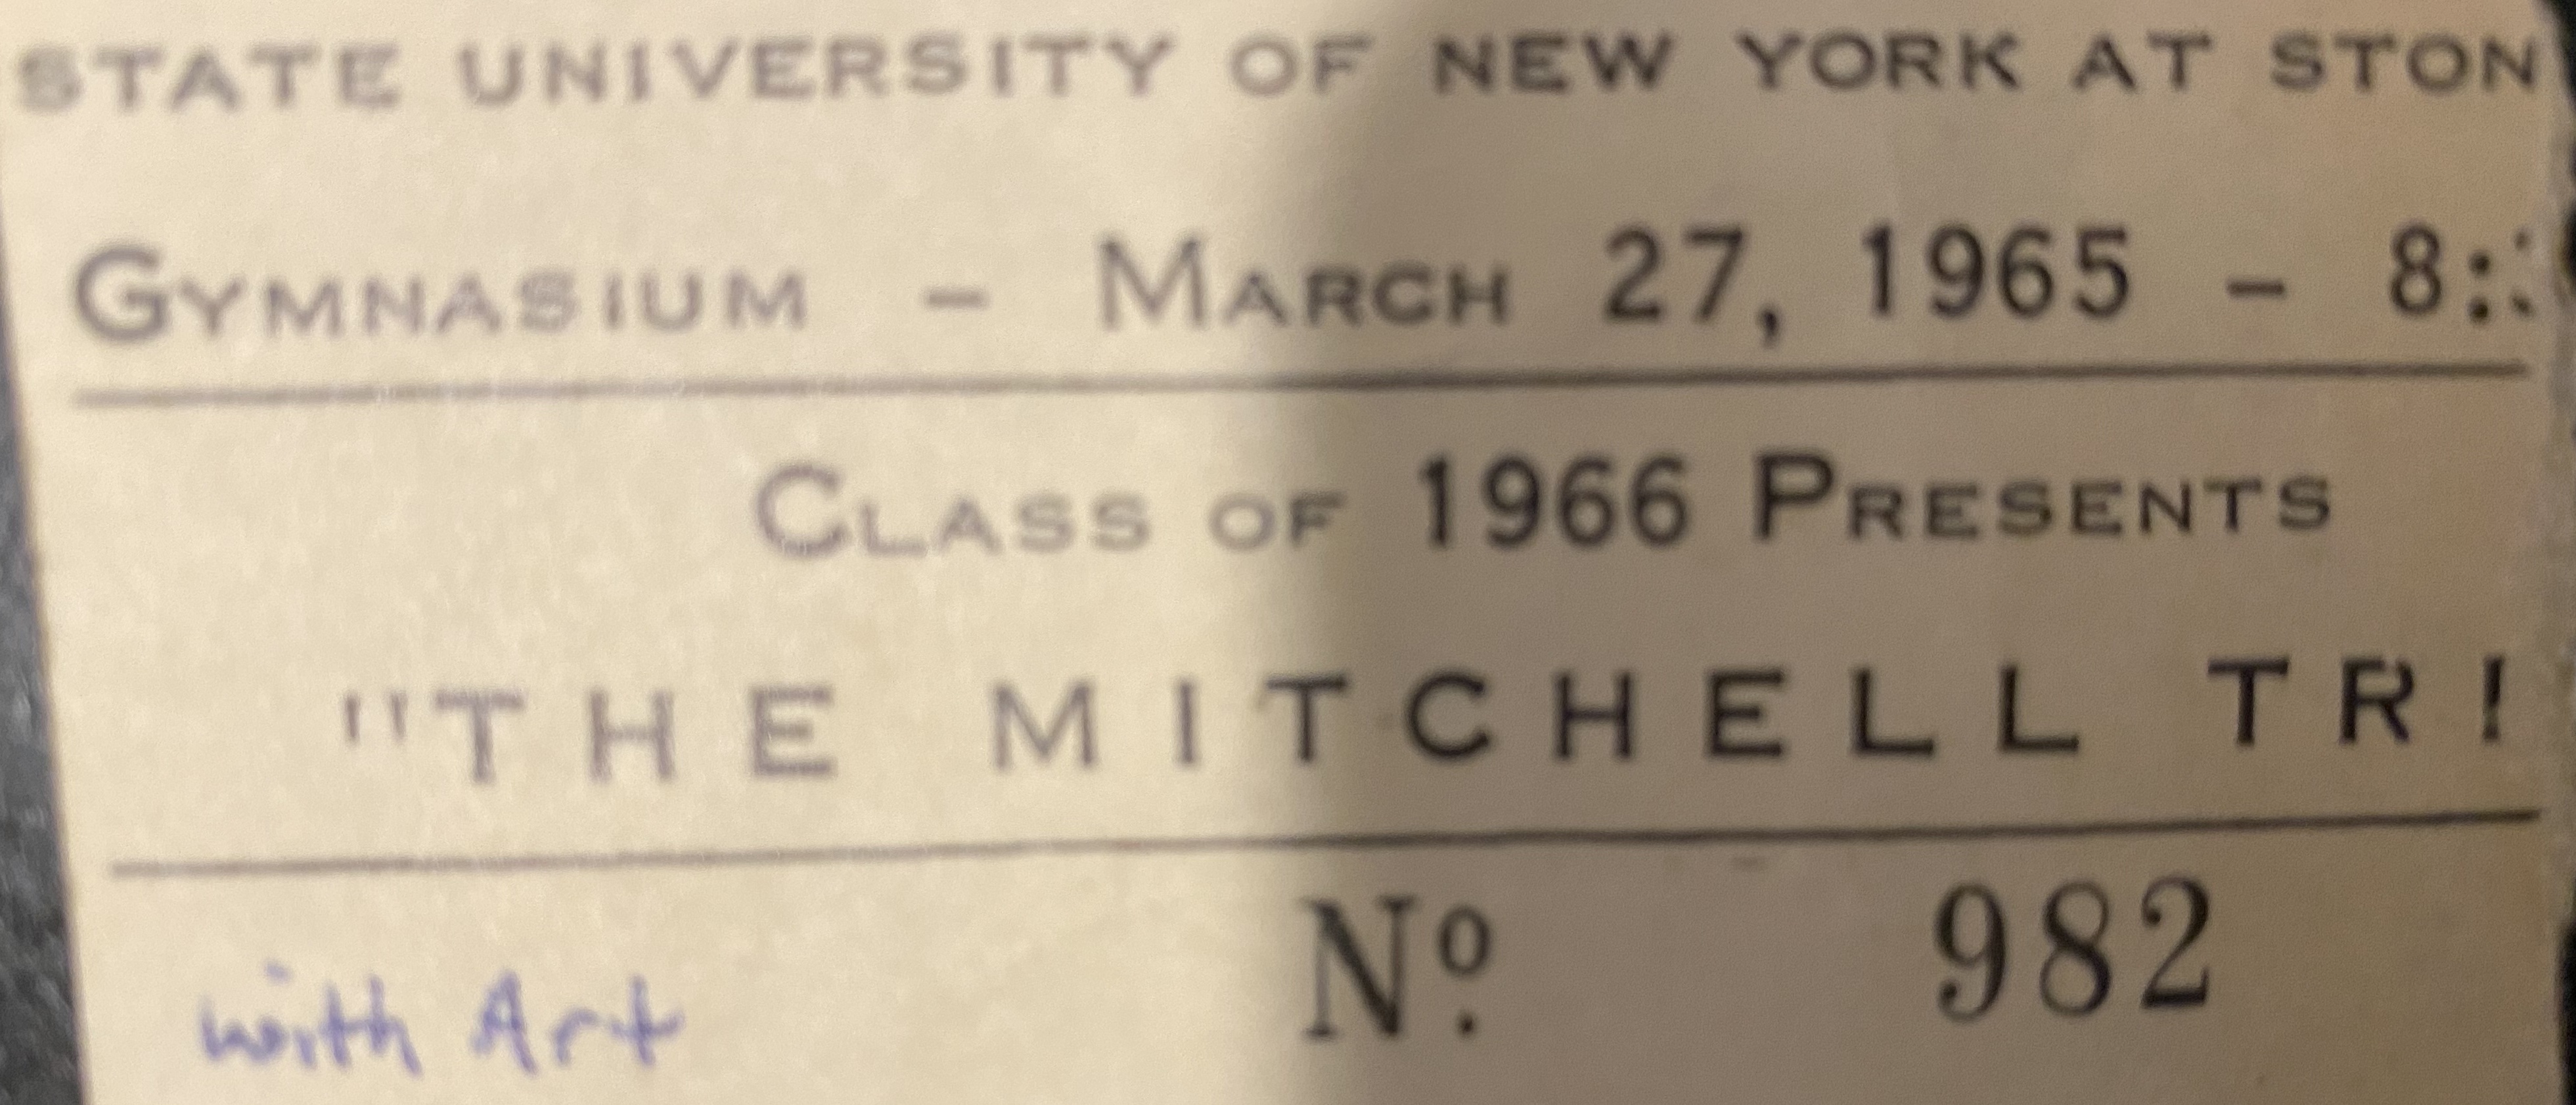 STATE UNIVERSITY OF NEW YORK AT STON
GYMNASIUM – MARCH 27, 1965 – 8:
CLASS OF 1966 PRESENTS
"THE MITCHELL TRI
with Art
Nº. 982